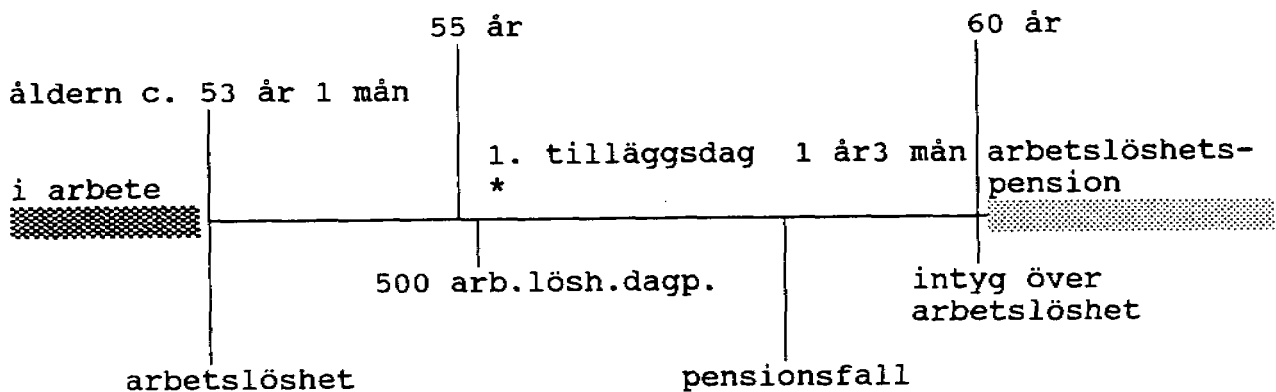 55 år
60 år
åldern c. 53 år 1 mån
1. tilläggsdag 1 år3 mån
arbetslöshets-
pension
*
i arbete
500 arb.lösh.dagp.
intyg över
arbetslöshet
arbetslöshet
pensionsfall